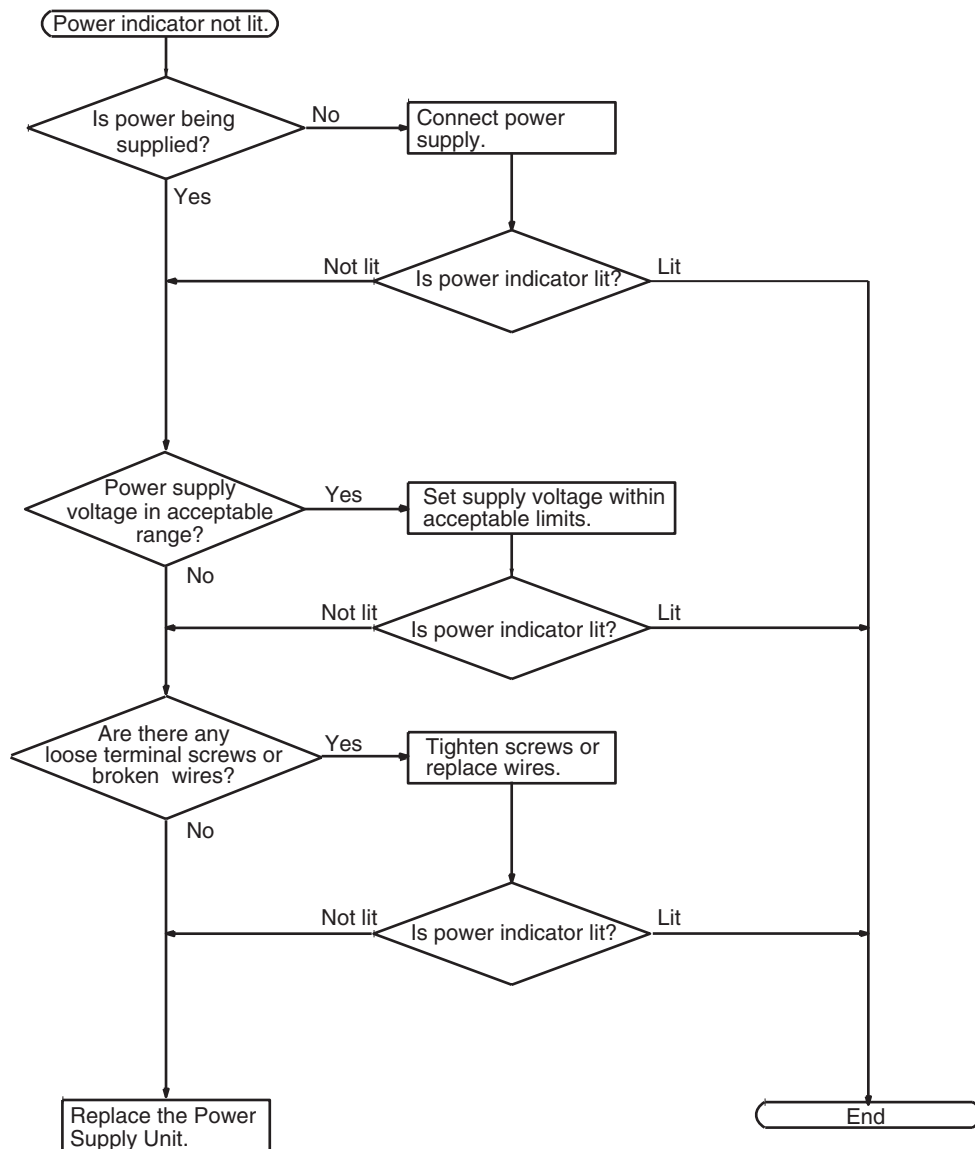 Power indicator not lit.
Is power being
supplied?
No
Connect power
supply.
Yes
Not lit
Is power indicator lit?
Lit
Power supply
voltage in acceptable
range?
Yes
Set supply voltage within
acceptable limits.
No
Not lit
Is power indicator lit?
Lit
Are there any
loose terminal screws or
broken wires?
Yes
Tighten screws or
replace wires.
No
Not lit
Is power indicator lit?
Lit
Replace the Power
Supply Unit.
End